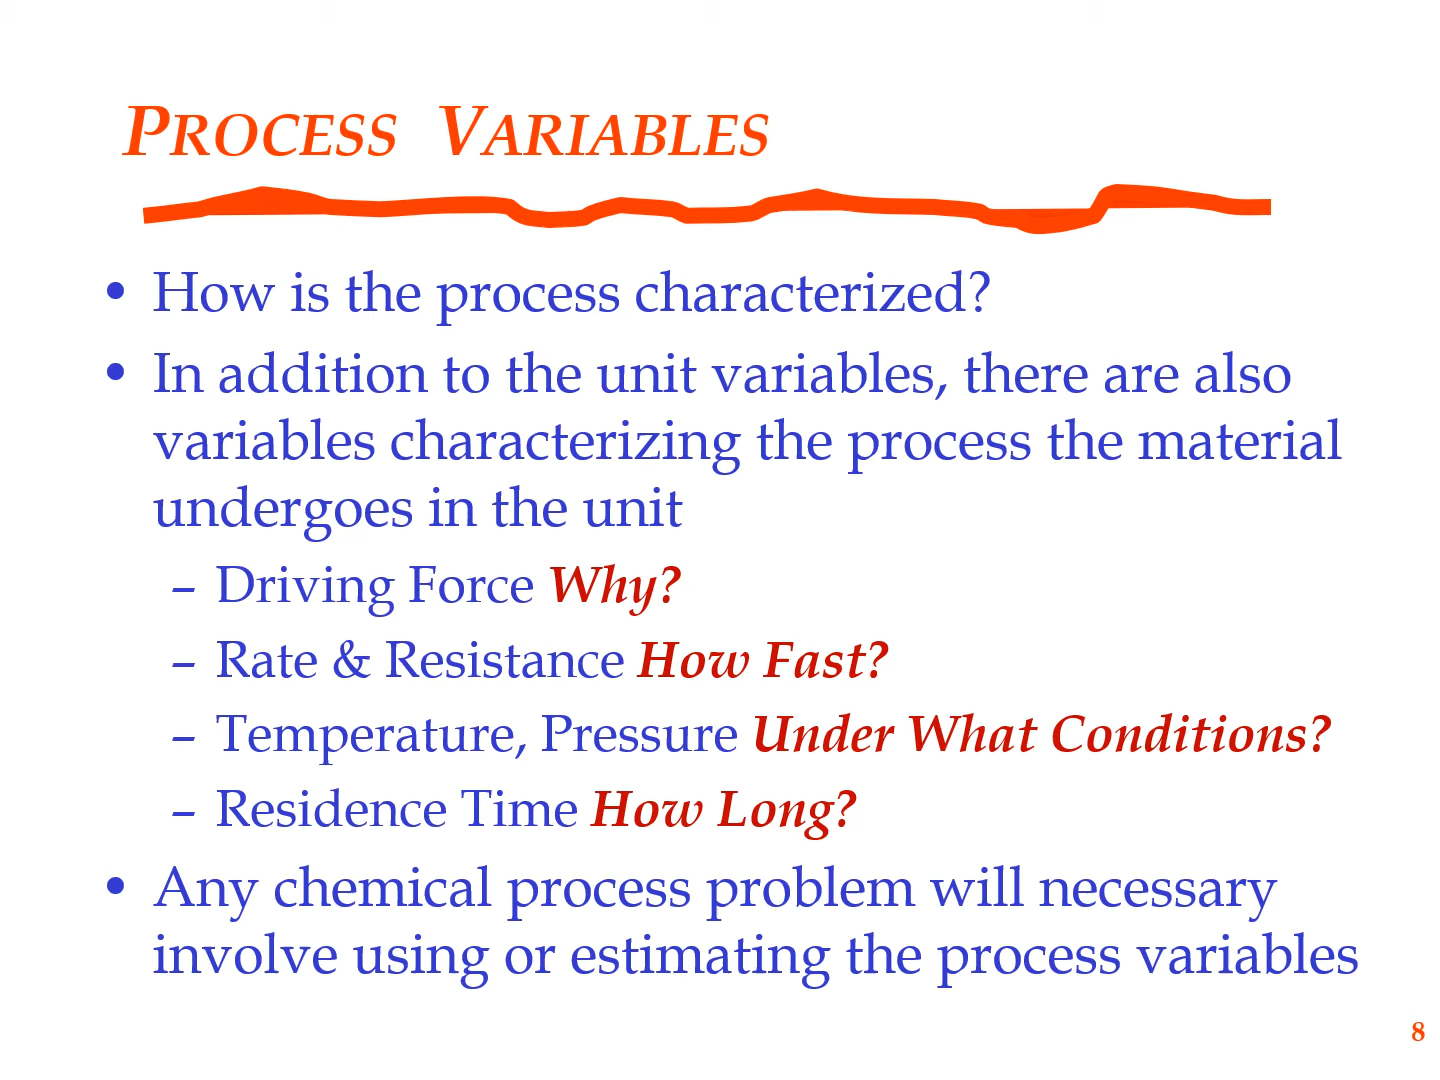 PROCESS VARIABLES
• How is the process characterized?
• In addition to the unit variables, there are also
variables characterizing the process the material
undergoes in the unit
– Driving Force Why?
– Rate & Resistance How Fast?
– Temperature, Pressure Under What Conditions?
– Residence Time How Long?
• Any chemical process problem will necessary
involve using or estimating the process variables
8